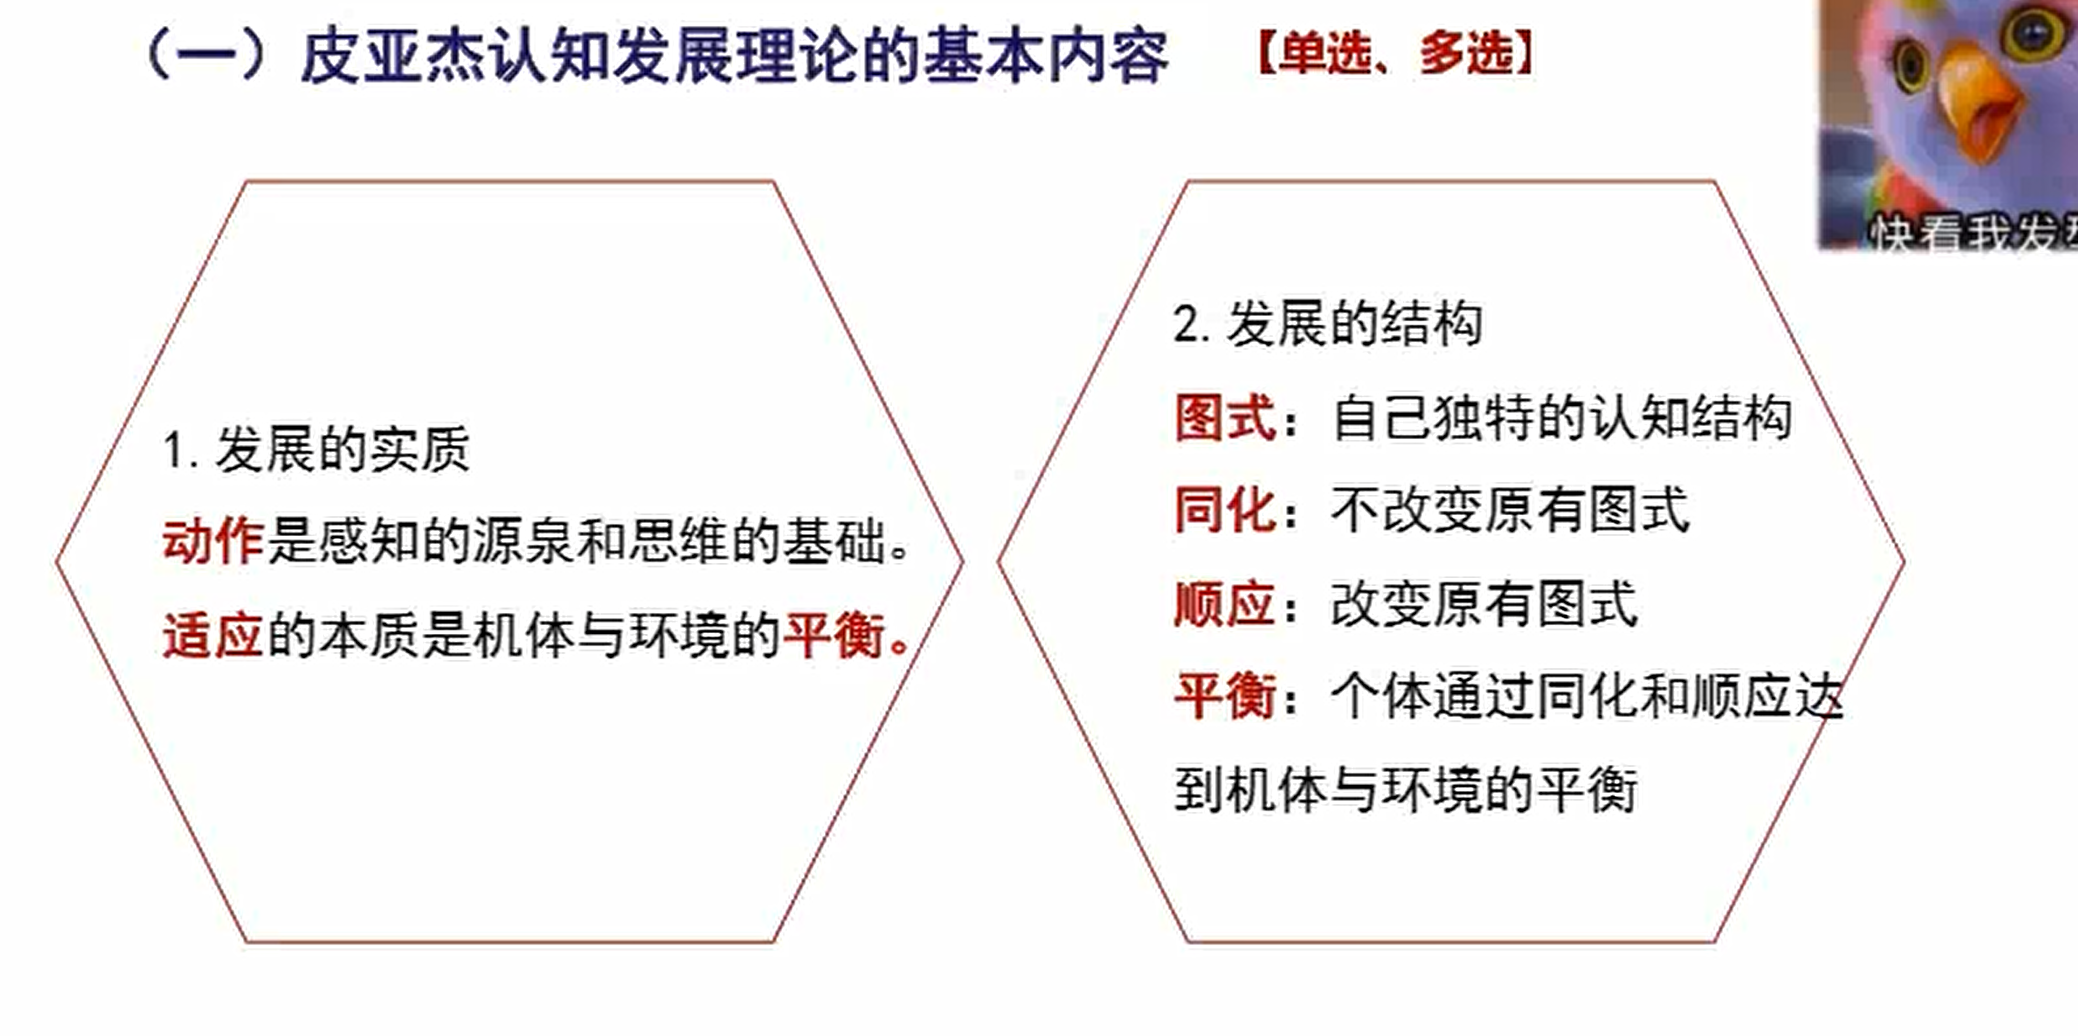 （一）皮亚杰认知发展理论的基本内容 【单选、多选】
快看我发
1.发展的实质
动作是感知的源泉和思维的基础。
适应的本质是机体与环境的平衡。
2.发展的结构
图式：自己独特的认知结构
同化：不改变原有图式
顺应：改变原有图式
平衡：个体通过同化和顺应达
到机体与环境的平衡